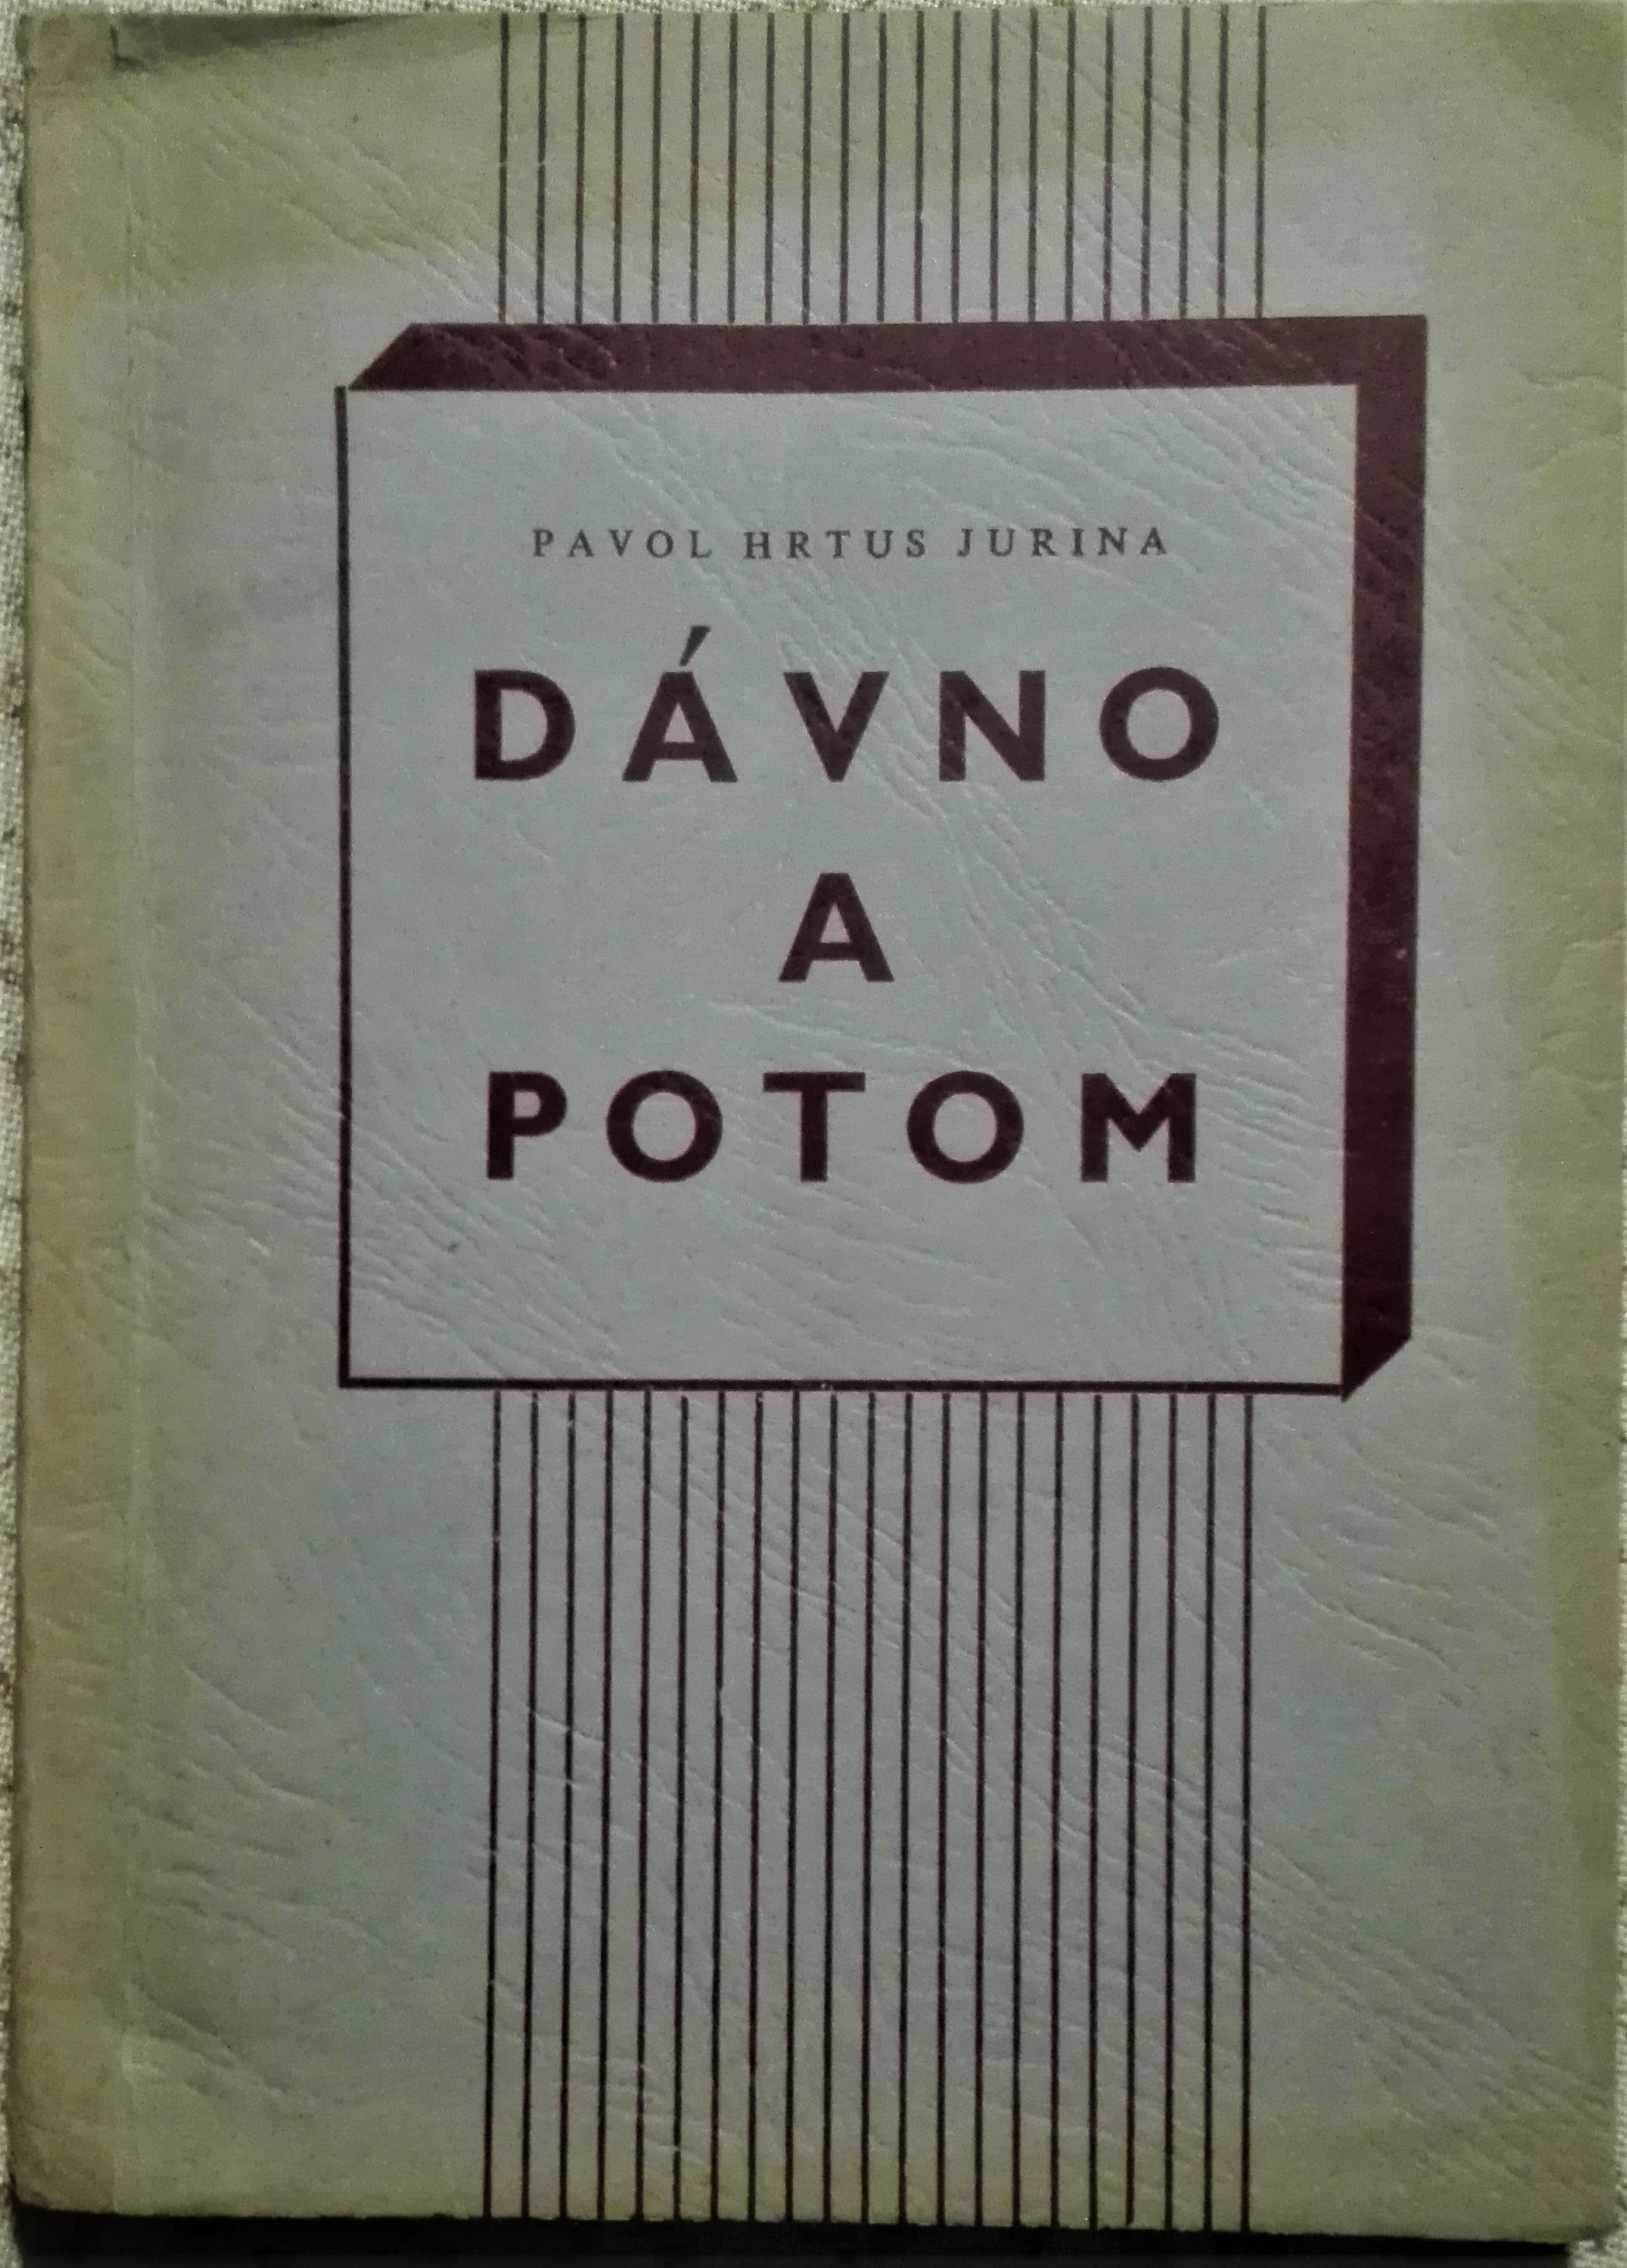 PAVOL HRTUS JURINA
DÁVNO
A
POTOM